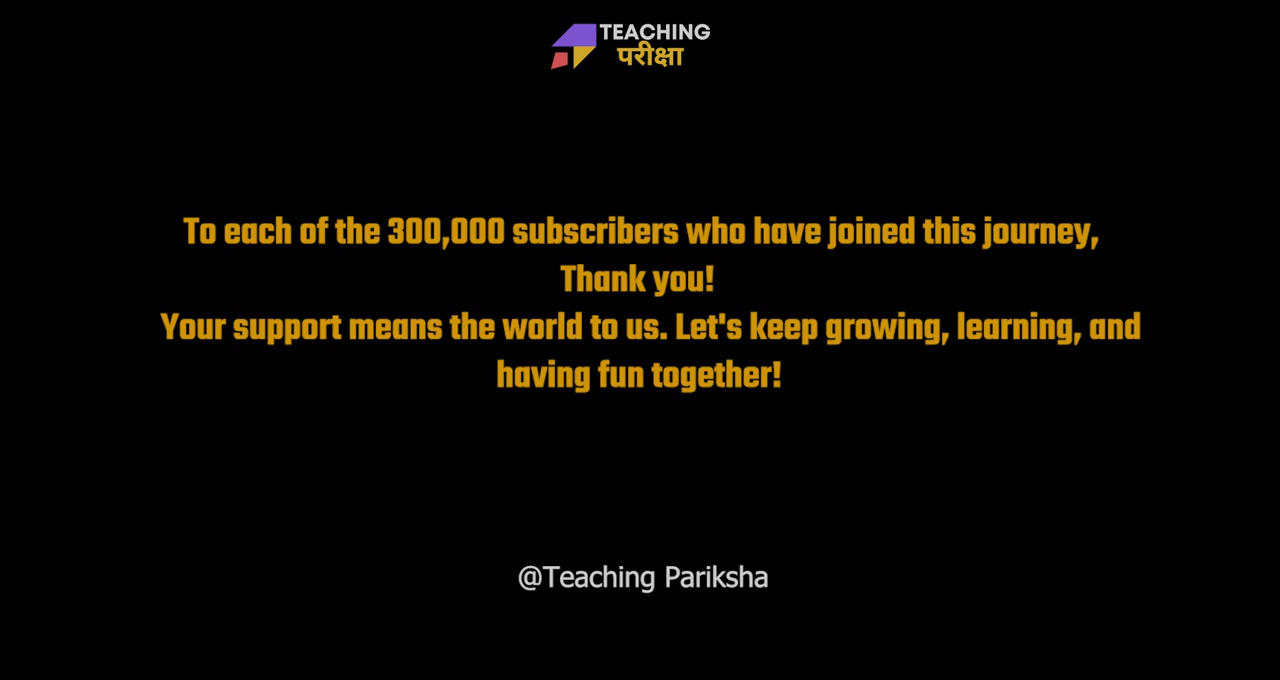 TEACHING
परीक्षा
To each of the 300,000 subscribers who have joined this journey,
Thank you!
Your support means the world to us. Let's keep growing, learning, and
having fun together!
@Teaching Pariksha